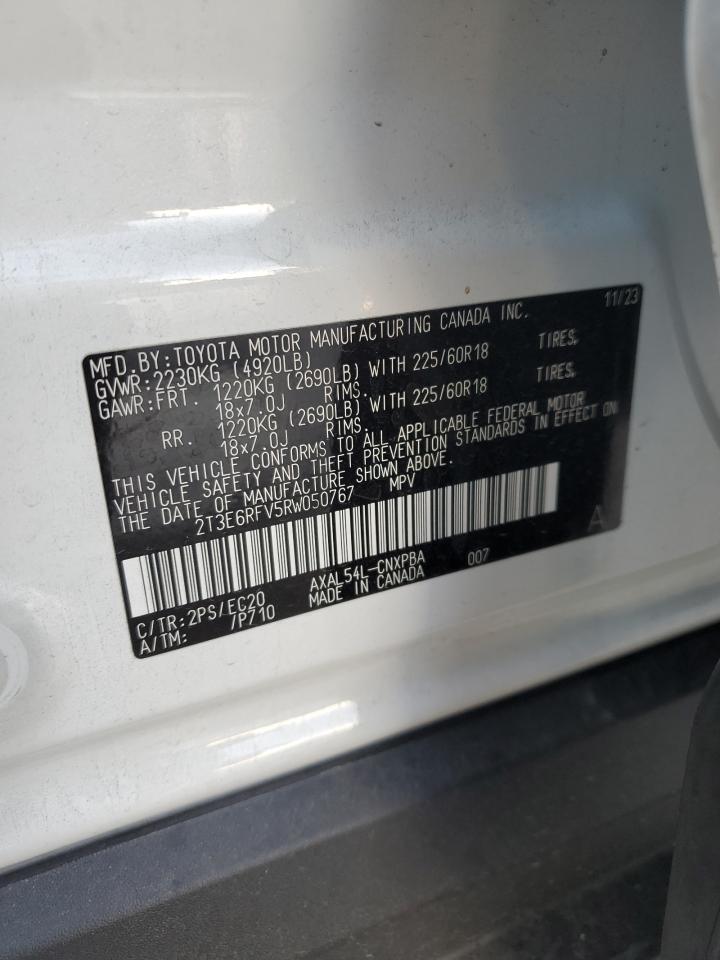 11/23
MFD.BY:TOYOTA MOTOR MANUFACTURING CANADA INC.
GVWR:2230KG (4920LB)
GAWR:FRT. 1220KG (2690LB) WITH 225/60R18 TIRES,
18x7.0J RIMS.
RR. 1220KG (2690LB) WITH 225/60R18 TIRES,
18x7.0J RIMS.
THIS VEHICLE CONFORMS TO ALL APPLICABLE FEDERAL MOTOR
VEHICLE SAFETY AND THEFT PREVENTION STANDARDS IN EFFECT ON
THE DATE OF MANUFACTURE SHOWN ABOVE.
2T3E6RFV5RW050767 MPV
A
C/TR:2PS/EC20 AXAL54L-CNXPBA 007
A/TM: /P710 MADE IN CANADA